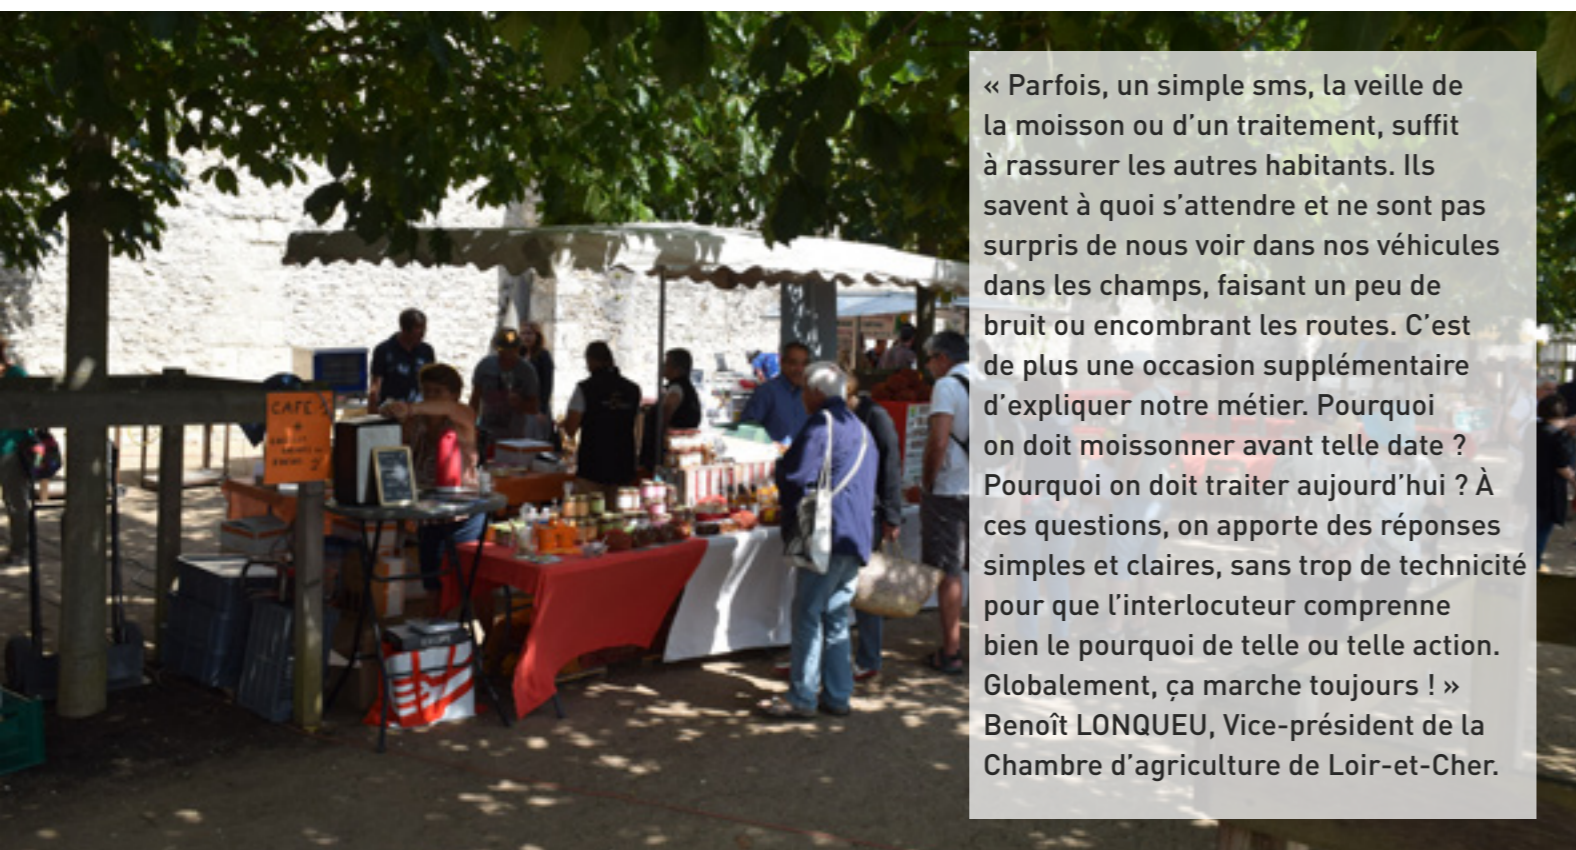 CAFE
+
« Parfois, un simple sms, la veille de
la moisson ou d’un traitement, suffit
à rassurer les autres habitants. Ils
savent à quoi s’attendre et ne sont pas
surpris de nous voir dans nos véhicules
dans les champs, faisant un peu de
bruit ou encombrant les routes. C’est
de plus une occasion supplémentaire
d’expliquer notre métier. Pourquoi
on doit moissonner avant telle date ?
Pourquoi on doit traiter aujourd’hui ? À
ces questions, on apporte des réponses
simples et claires, sans trop de technicité
pour que l’interlocuteur comprenne
bien le pourquoi de telle ou telle action.
Globalement, ça marche toujours ! »
Benoît LONQUEU, Vice-président de la
Chambre d’agriculture de Loir-et-Cher.